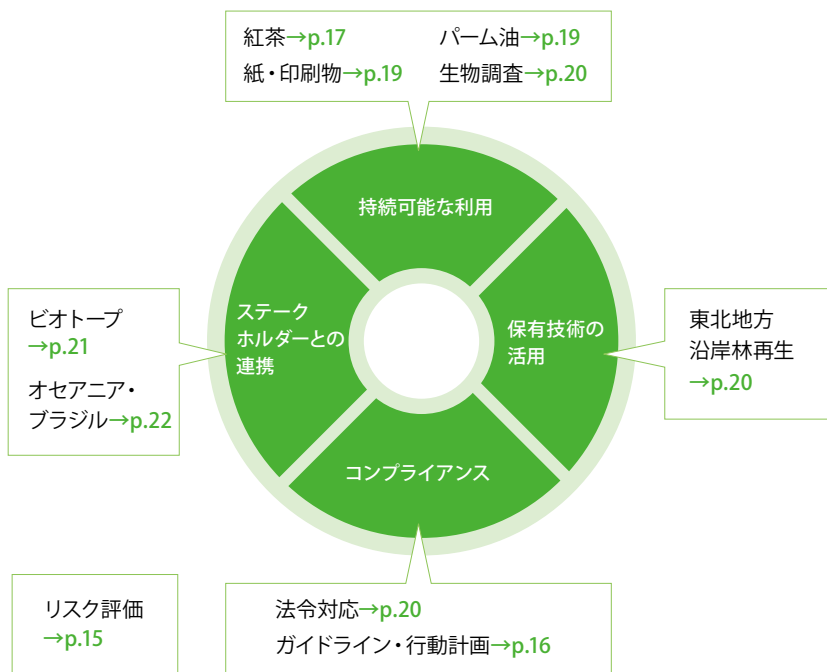 紅茶→p.17 パーム油→p.19
紙・印刷物→p.19 生物調査→p.20
持続可能な利用
ステーク
ホルダーとの
連携
保有技術の
活用
コンプライアンス
ビオトープ
→p.21
オセアニア・
ブラジル→p.22
東北地方
沿岸林再生
→p.20
リスク評価
→p.15
法令対応→p.20
ガイドライン・行動計画→p.16